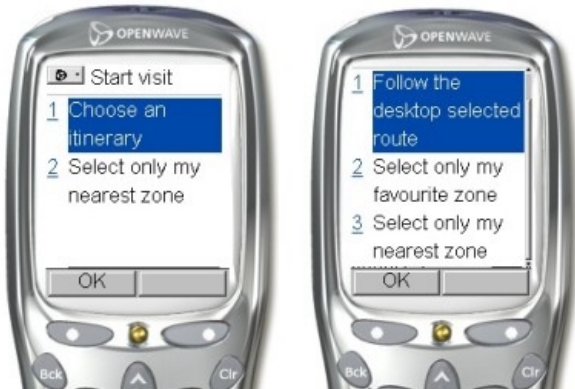 OPENWAVE
Start visit
1 Choose an
itinerary
2 Select only my
nearest zone
OK
Bck
Clr
OPENWAVE
1 Follow the
desktop selected
route
2 Select only my
favourite zone
3 Select only my
nearest zone
OK
Bck
Clr